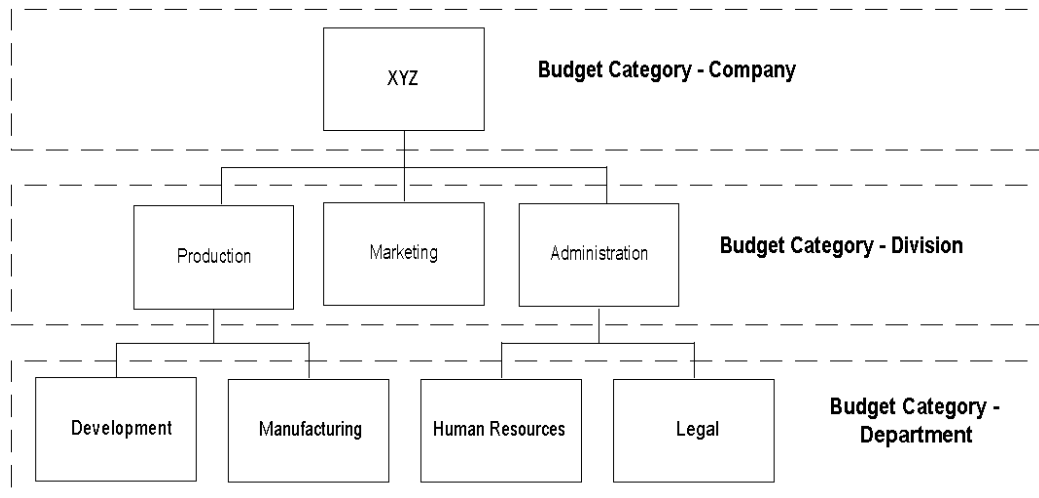 XYZ
Budget Category - Company
Production
Marketing
Administration
Budget Category - Division
Development
Manufacturing
Human Resources
Legal
Budget Category -
Department